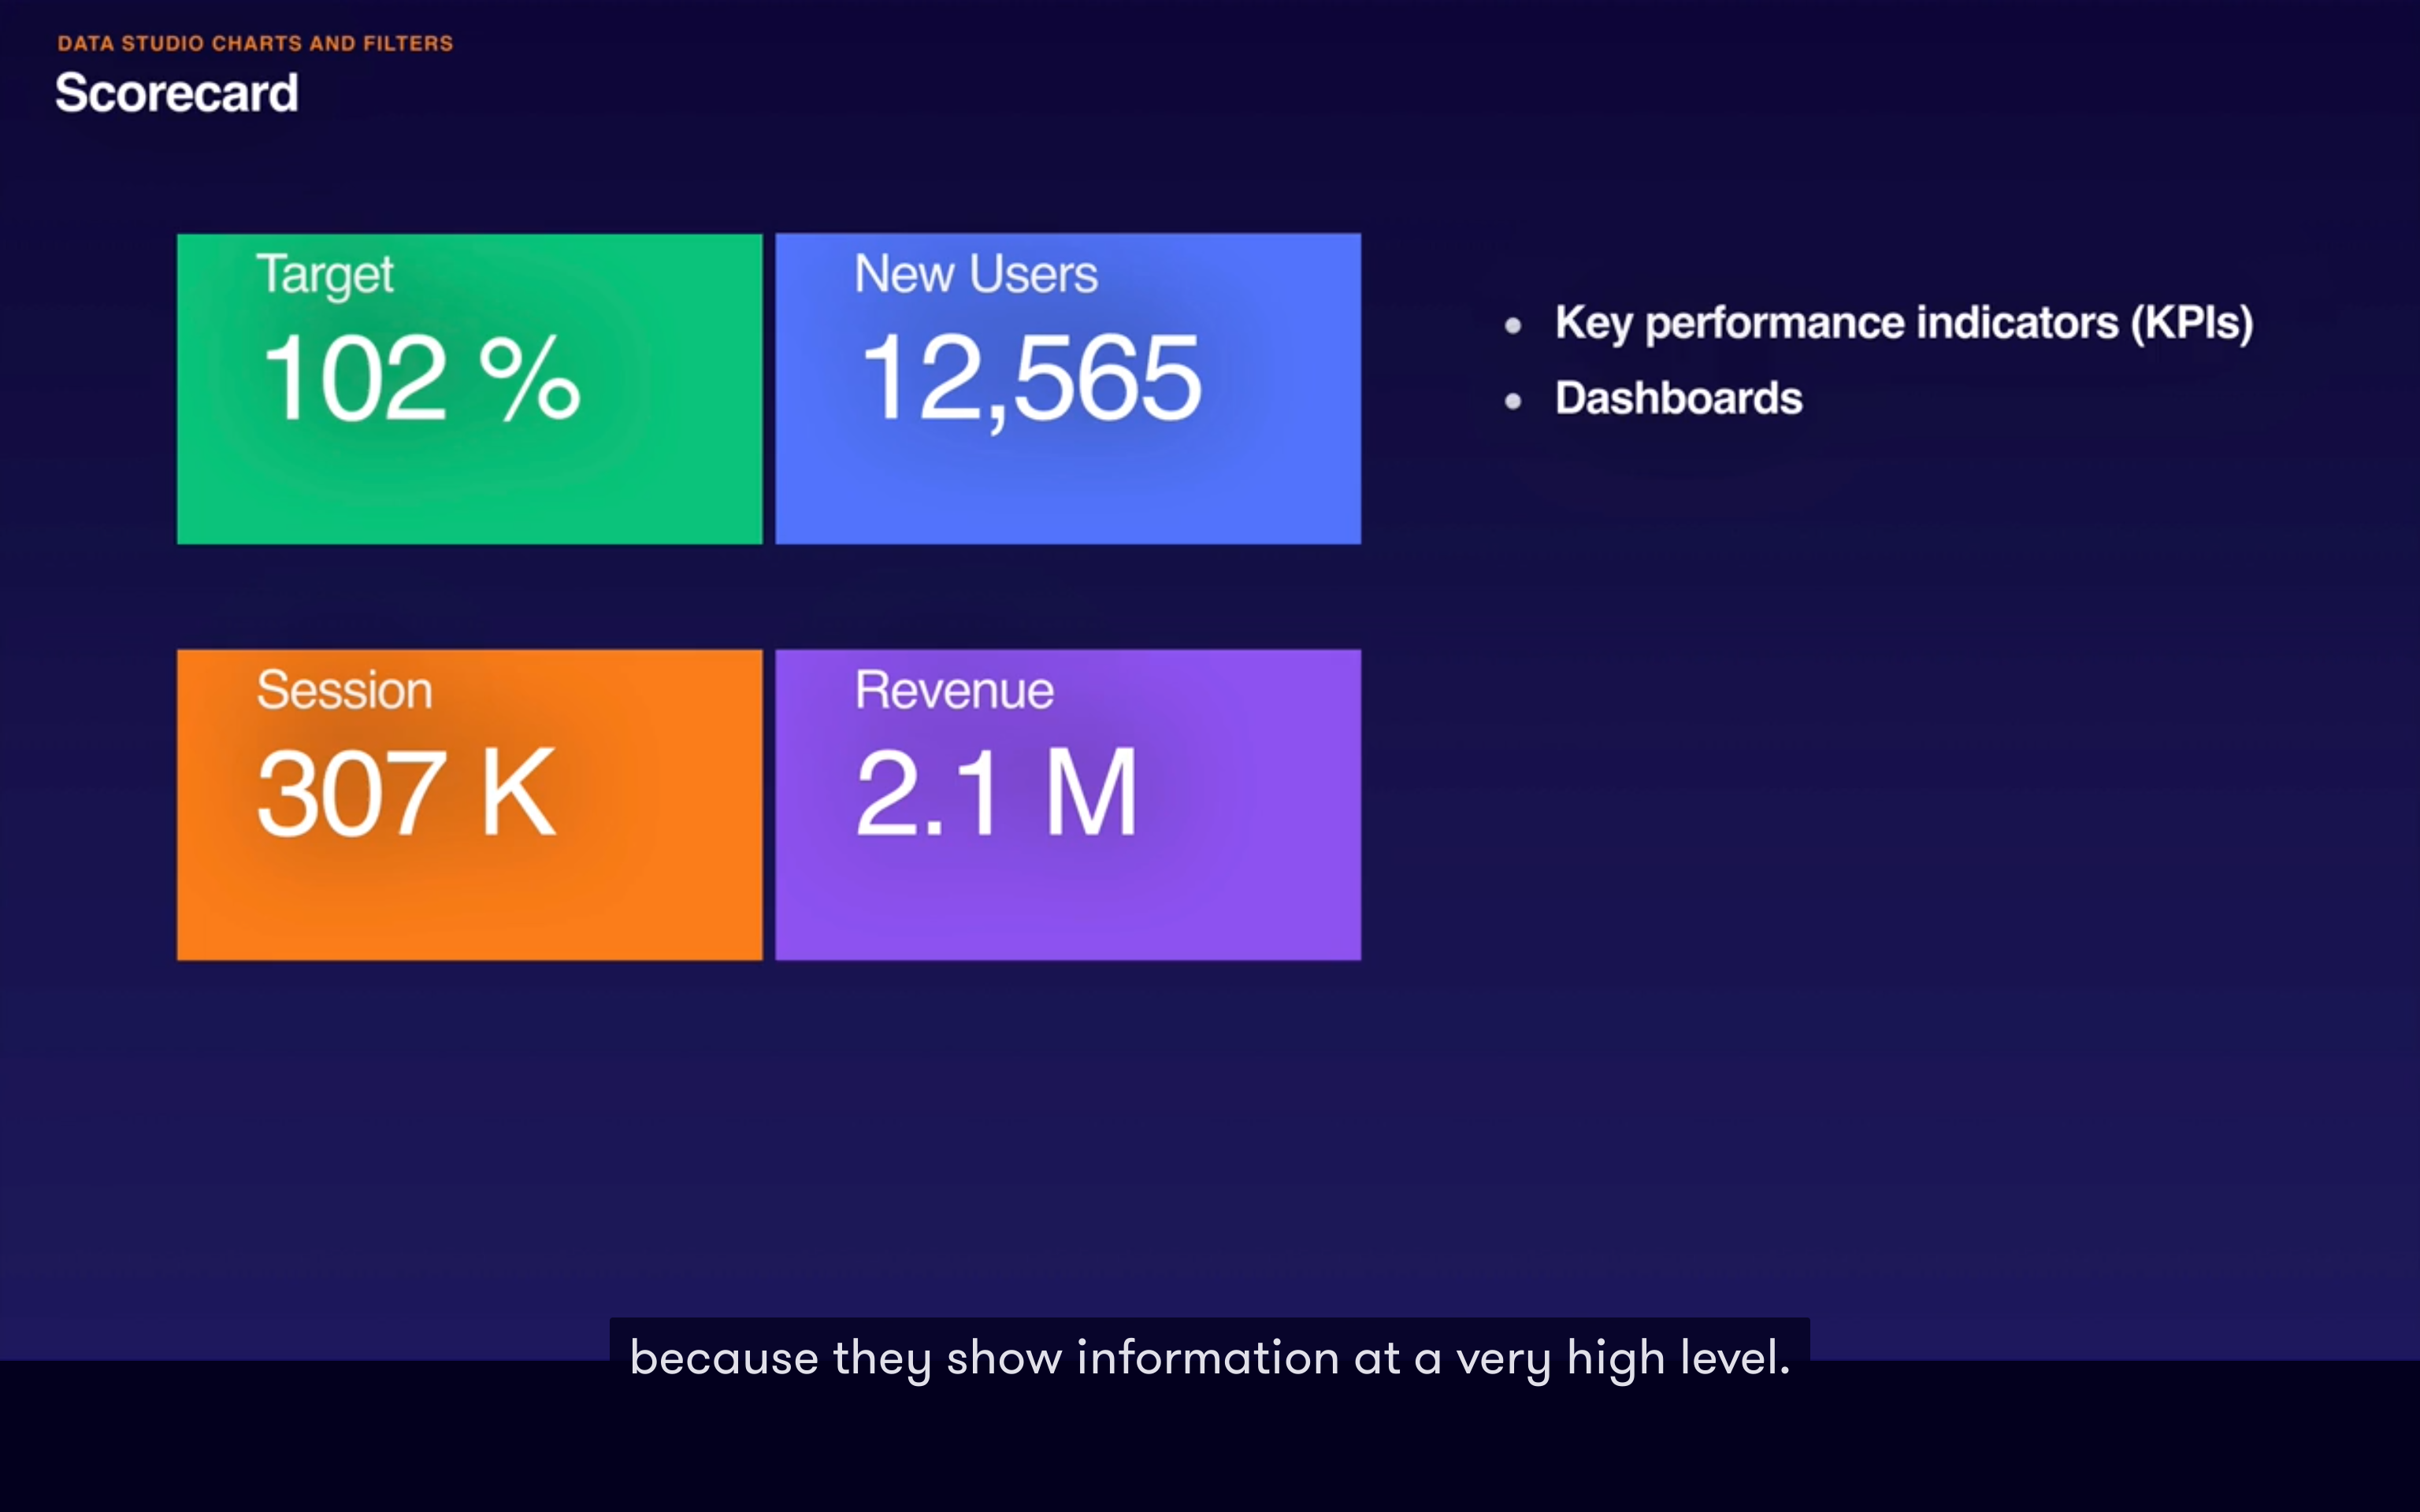 DATA STUDIO CHARTS AND FILTERS
Scorecard
Target
102 %
New Users
12,565
Session
307 K
Revenue
2.1 M
• Key performance indicators (KPIs)
• Dashboards
because they show information at a very high level.